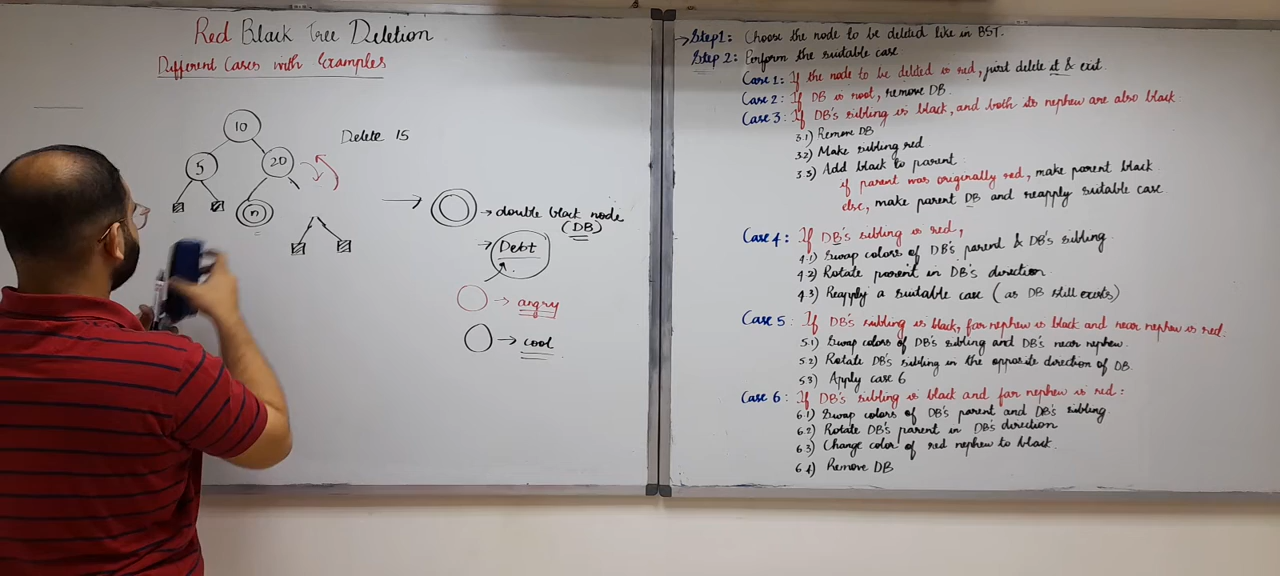 Red Black Tree Deletion
Different Cases with Examples
10
Delete 15
5
20
n
→ double black node
(DB)
→ Debt
→ angry
→ cool
→ Step1: Choose the node to be deleted like in BST.
Step 2: Perform the suitable case.
Case 1: If the node to be deleted is red, just delete it & exit
Case 2: If DB is root, remove DB.
Case 3: If DB's sibling is black, and both its nephew are also black.
3.1) Remove DB
3.2) Make sibling red
3.3) Add black to parent.
if parent was originally red, make parent black
else, make parent DB and reapply suitable case
Case 4: If DB's sibling is red,
4.1) Swap colors of DB's parent & DB's sibling.
4.2) Rotate parent in DB's direction.
4.3) Reapply a suitable case (as DB still exists)
Case 5: If DB's sibling is black, far nephew is black and near nephew is red.
5.1) Swap colors of DB's sibling and DB's near nephew.
5.2) Rotate DB's sibling in the opposite direction of DB.
5.3) Apply case 6
Case 6: If DB's sibling is black and far nephew is red:
6.1) Swap colors of DB's parent and DB's sibling
6.2) Rotate DB's parent in DB's direction
6.3) Change color of red nephew to black.
6.4) Remove DB